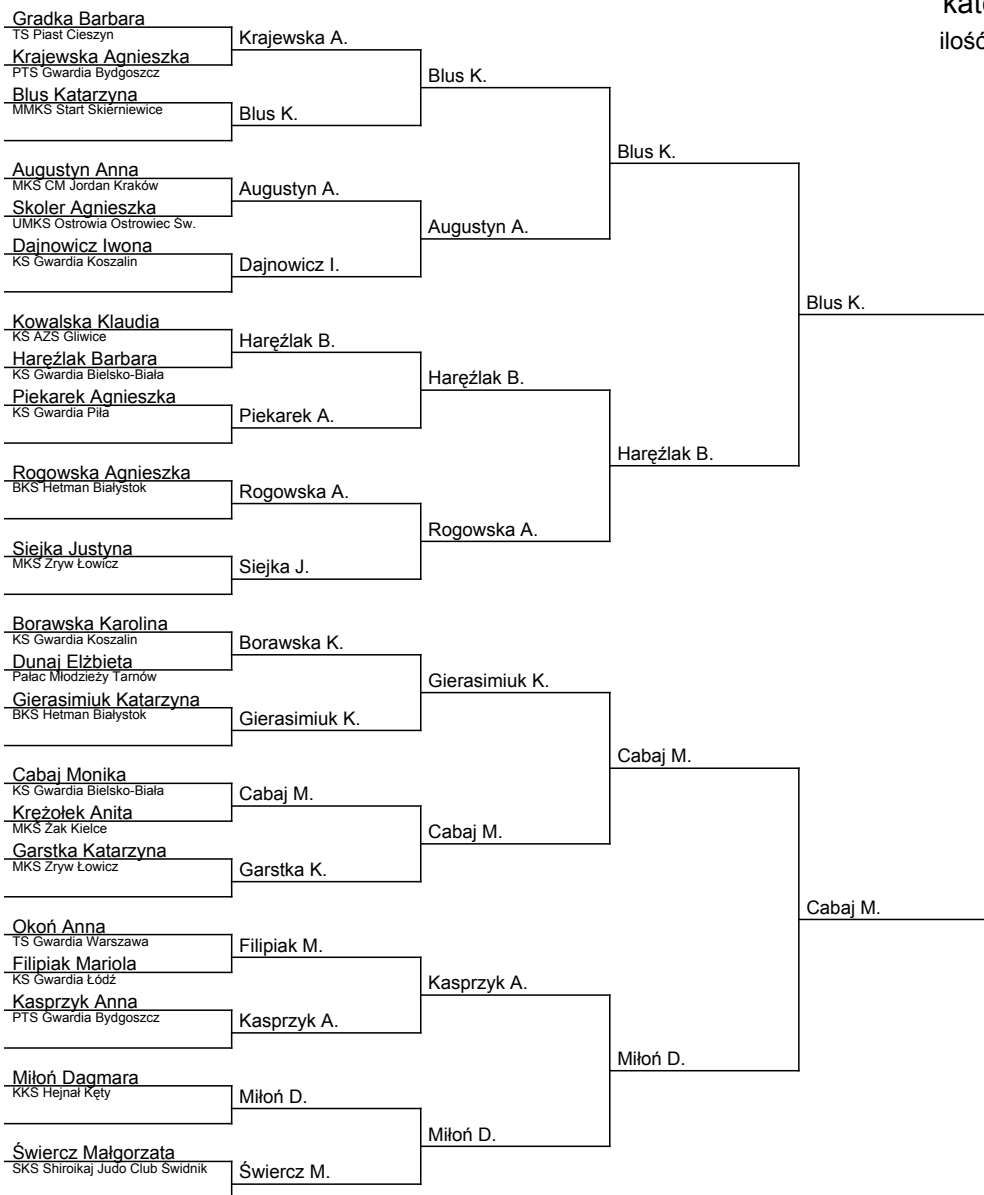 kat
ilość
Gradka Barbara
TS Piast Cieszyn
Krajewska Agnieszka
PTS Gwardia Bydgoszcz
Blus Katarzyna
MMKS Start Skierniewice
Augustyn Anna
MKS CM Jordan Kraków
Skoler Agnieszka
UMKS Ostrowia Ostrowiec Św.
Dajnowicz Iwona
KS Gwardia Koszalin
Kowalska Klaudia
KS AZS Gliwice
Haręźlak Barbara
KS Gwardia Bielsko-Biała
Piekarek Agnieszka
KS Gwardia Piła
Rogowska Agnieszka
BKS Hetman Białystok
Siejka Justyna
MKS Zryw Łowicz
Borawska Karolina
KS Gwardia Koszalin
Dunaj Elżbieta
Pałac Młodzieży Tarnów
Gierasimiuk Katarzyna
BKS Hetman Białystok
Cabaj Monika
KS Gwardia Bielsko-Biała
Krężołek Anita
MKS Żak Kielce
Garstka Katarzyna
MKS Zryw Łowicz
Okoń Anna
TS Gwardia Warszawa
Filipiak Mariola
KS Gwardia Łódź
Kasprzyk Anna
PTS Gwardia Bydgoszcz
Miłoń Dagmara
KKS Hejnał Kęty
Świercz Małgorzata
SKS Shiroikaj Judo Club Świdnik
Krajewska A.
Blus K.
Augustyn A.
Dajnowicz I.
Haręźlak B.
Piekarek A.
Rogowska A.
Siejka J.
Borawska K.
Gierasimiuk K.
Cabaj M.
Garstka K.
Filipiak M.
Kasprzyk A.
Miłoń D.
Świercz M.
Blus K.
Augustyn A.
Haręźlak B.
Rogowska A.
Gierasimiuk K.
Cabaj M.
Kasprzyk A.
Miłoń D.
Blus K.
Haręźlak B.
Cabaj M.
Miłoń D.
Blus K.
Cabaj M.